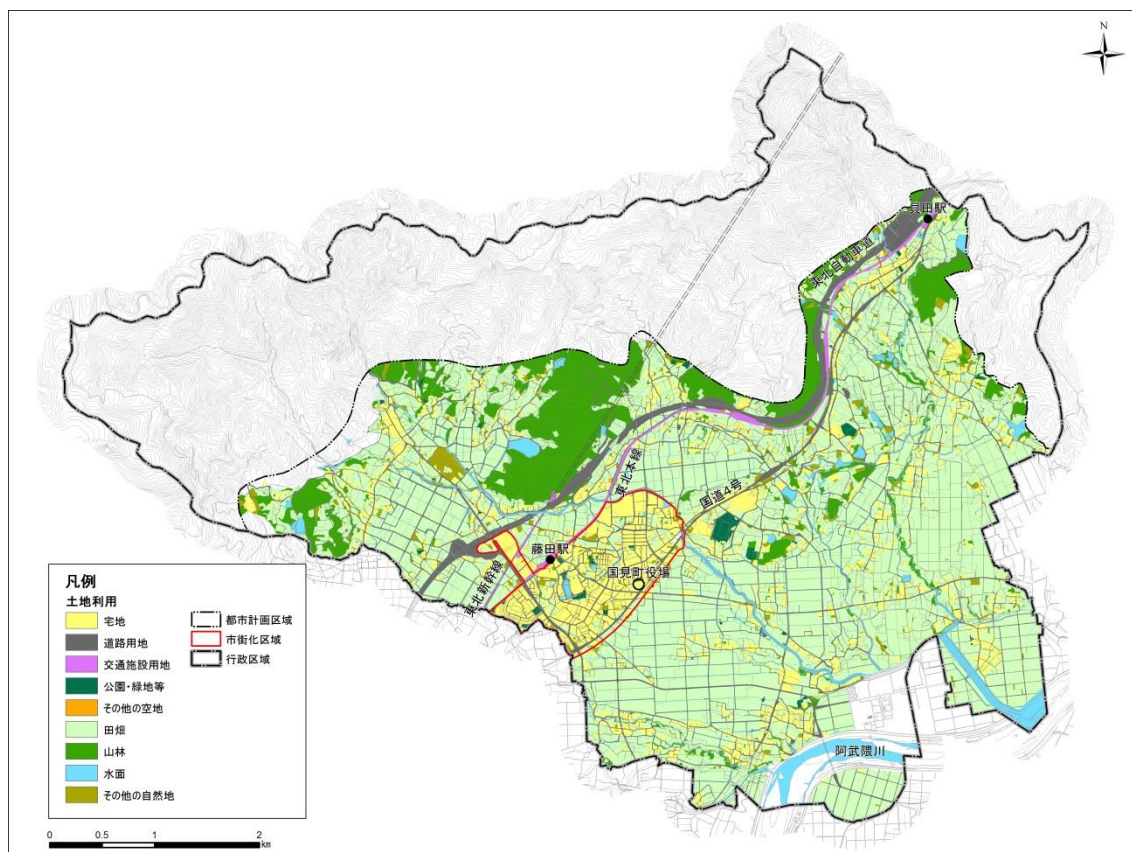 N
貝田駅
東北自動車道
東北本線
国道4号
藤田駅
国見町役場
東北新幹線
阿武隈川
凡例
土地利用
宅地
道路用地
交通施設用地
公園・緑地等
その他の空地
田畑
山林
水面
その他の自然地
都市計画区域
市街化区域
行政区域
0 0.5 1 2
km